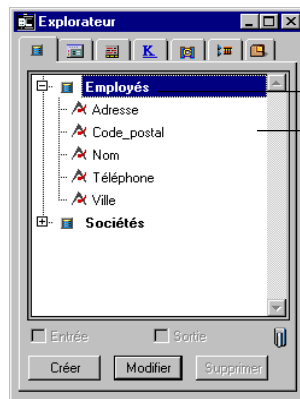 Explorateur
K
Employés
Adresse
Code_postal
Nom
Téléphone
Ville
Sociétés
Entrée Sortie
Créer Modifier Supprimer